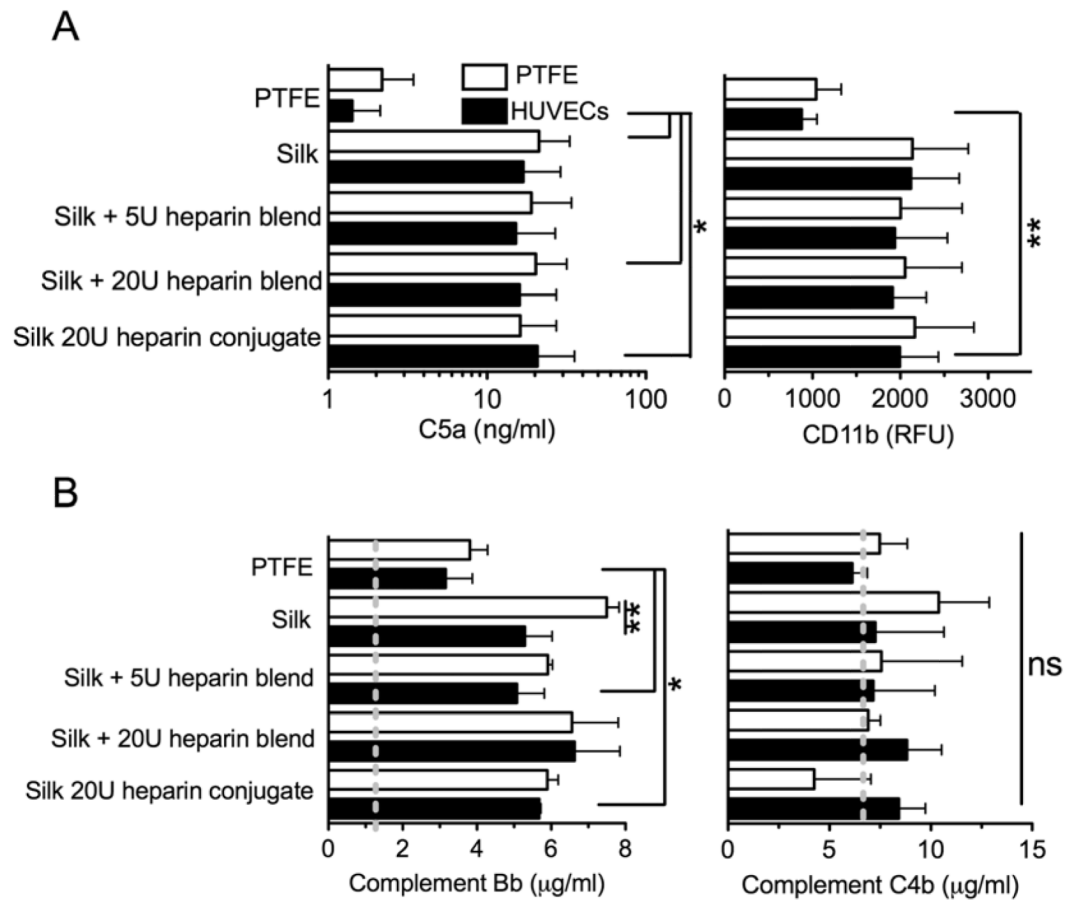 A
PTFE
HUVECs
PTFE
Silk
Silk + 5U heparin blend
Silk + 20U heparin blend
Silk 20U heparin conjugate
*
**
1 10 100
C5a (ng/ml)
0 1000 2000 3000
CD11b (RFU)
B
PTFE
Silk
Silk + 5U heparin blend
Silk + 20U heparin blend
Silk 20U heparin conjugate
**
*
ns
0 2 4 6 8
Complement Bb (μg/ml)
0 5 10 15
Complement C4b (μg/ml)